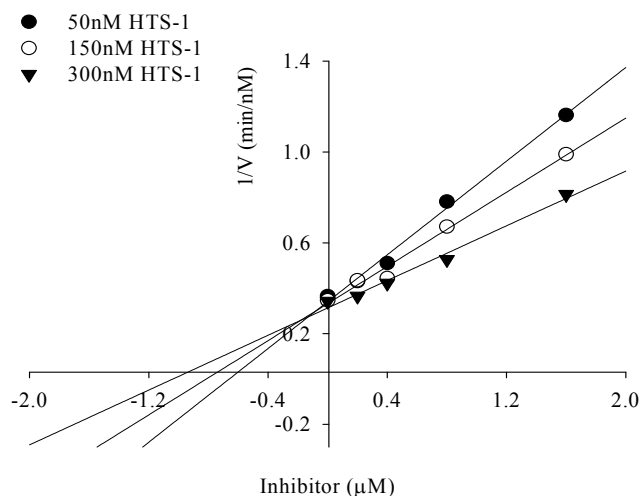 50nM HTS-1
150nM HTS-1
300nM HTS-1
1/V (min/nM)
1.4
1.0
0.6
0.2
-2.0 -1.2 -0.4 0.4 1.2 2.0
-0.2
Inhibitor (μM)